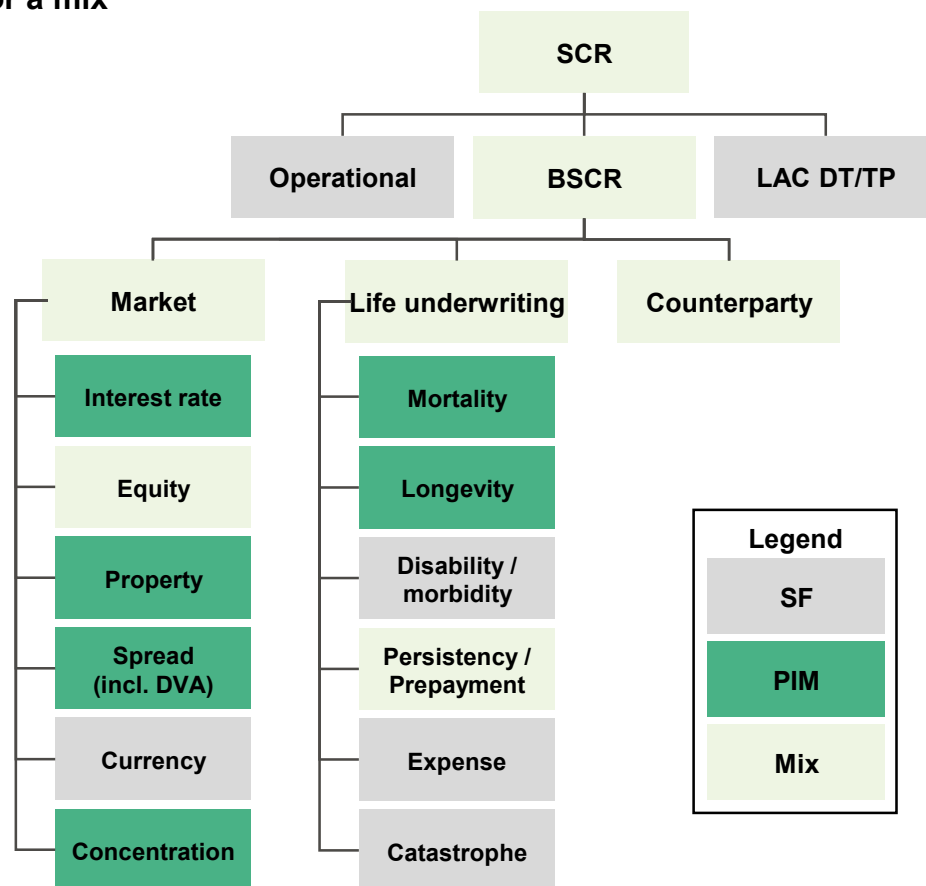 or a mix
SCR
Operational
BSCR
LAC DT/TP
Market
Life underwriting
Counterparty
Interest rate
Mortality
Equity
Longevity
Property
Disability /
morbidity
Spread
(incl. DVA)
Persistency /
Prepayment
Currency
Expense
Concentration
Catastrophe
Legend
SF
PIM
Mix